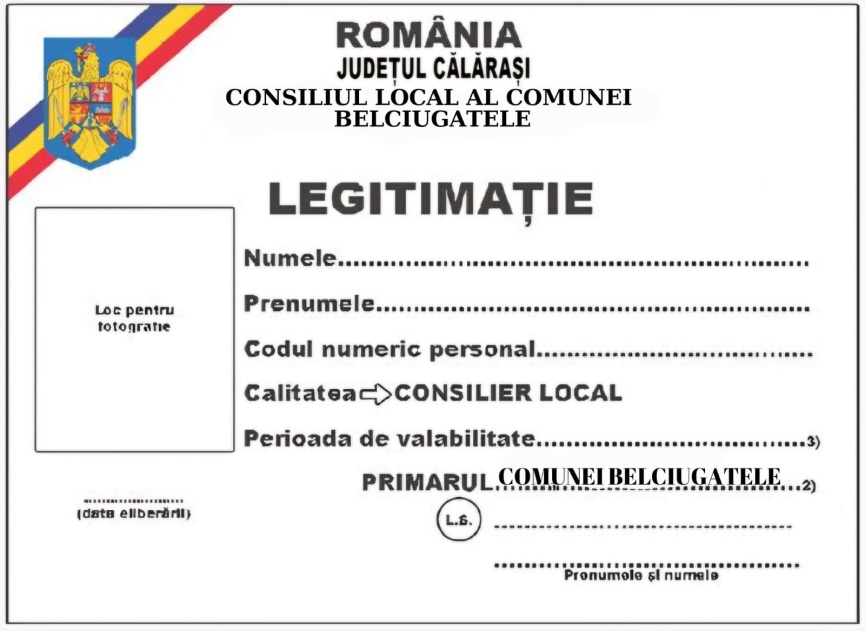 ROMÂNIA
JUDEȚUL CĂLĂRAȘI
CONSILIUL LOCAL AL COMUNEI
BELCIUGATELE
LEGITIMAȚIE
Loc pentru
fotografie
Numele..............................................................
Prenumele.........................................................
Codul numeric personal....................................
Calitatea⇨CONSILIER LOCAL
Perioada de valabilitate....................................3)
PRIMARUL COMUNEI BELCIUGATELE...2)
....................
(data eliberării)
L.S.
..........................................
..........................................
Pronumele și numele